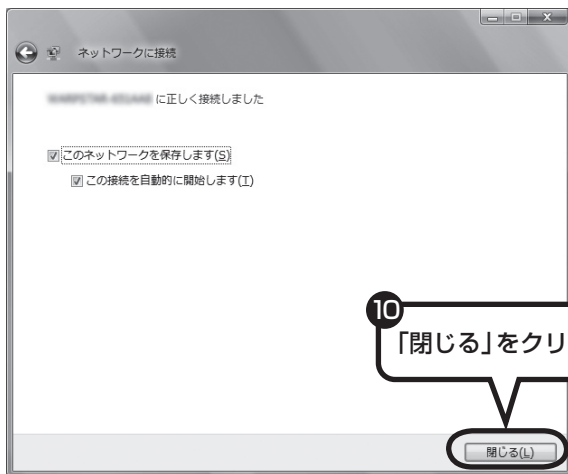 ネットワークに接続
に正しく接続しました
このネットワークを保存します(S)
この接続を自動的に開始します(T)
10
「閉じる」をクリ
閉じる(L)